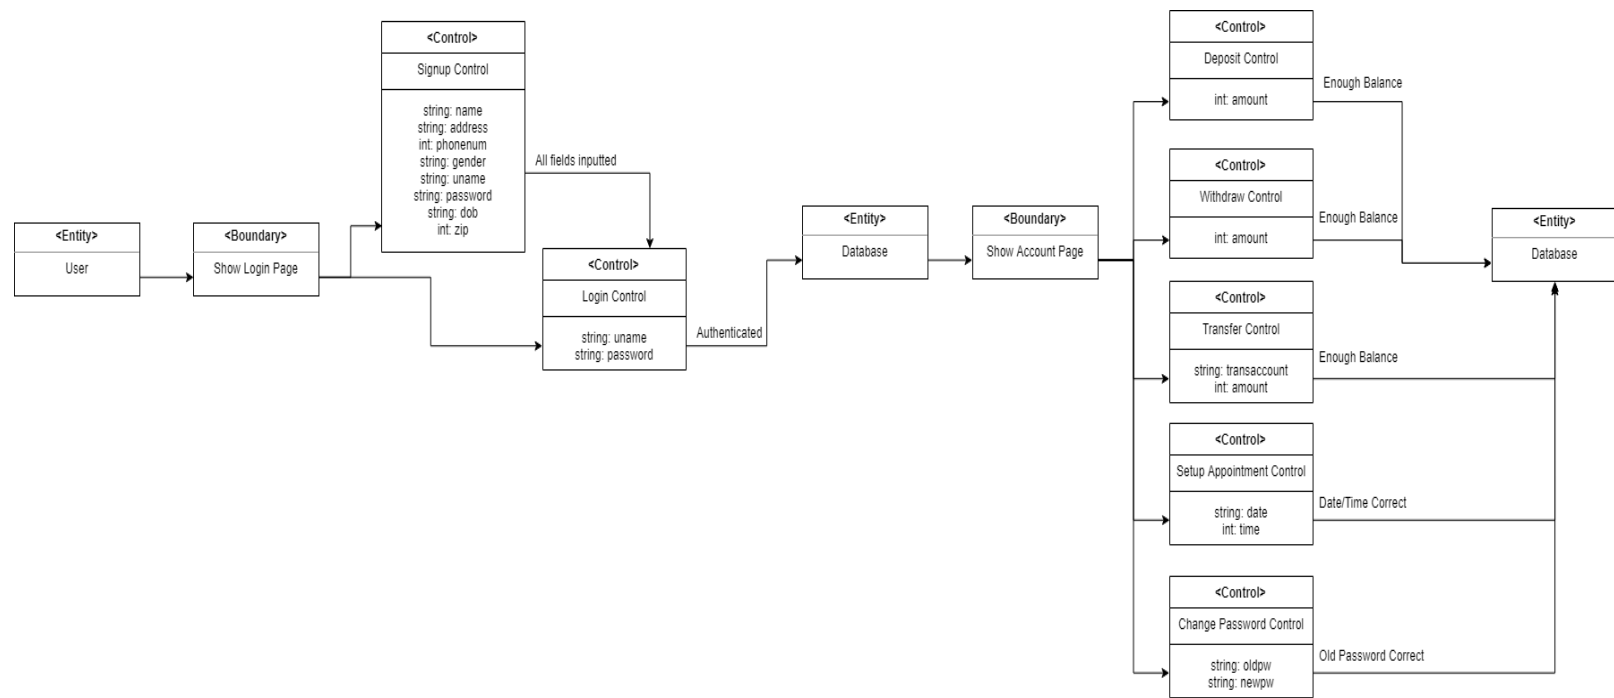 <Entity>
User
<Boundary>
Show Login Page
<Control>
Signup Control
string: name
string: address
int: phonenum
string: gender
string: uname
string: password
string: dob
int: zip
All fields inputted
<Control>
Login Control
string: uname
string: password
Authenticated
<Entity>
Database
<Boundary>
Show Account Page
<Control>
Deposit Control
int: amount
Enough Balance
<Control>
Withdraw Control
int: amount
Enough Balance
<Control>
Transfer Control
string: transaccount
int: amount
Enough Balance
<Control>
Setup Appointment Control
string: date
int: time
Date/Time Correct
<Control>
Change Password Control
string: oldpw
string: newpw
Old Password Correct
<Entity>
Database